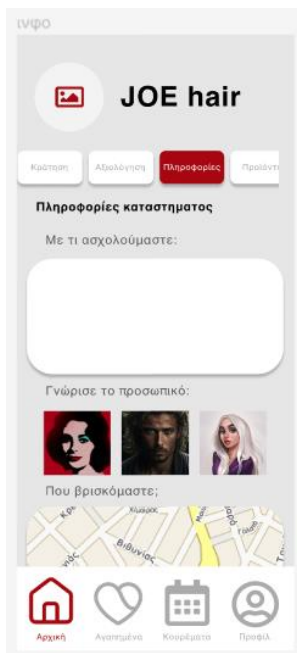 ινφο
JOE hair
Κράτηση Αξιολόγηση Πληροφορίες Προϊόντ
Πληροφορίες καταστηματος
Με τι ασχολούμαστε:
Γνώρισε το προσωπικό:
Που βρισκόμαστε;
Βιθυνίας
Αρχική Αγαπημένα Κουρέματα Προφίλ